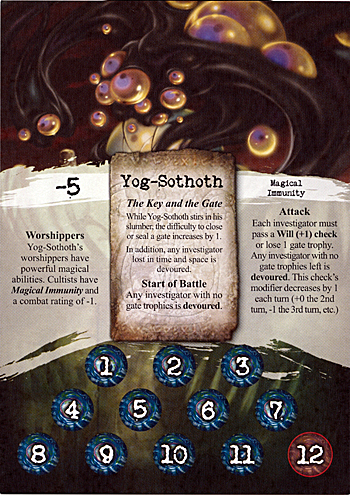 -5
Yog-Sothoth
Magical
Immunity
The Key and the Gate
While Yog-Sothoth stirs in his
slumber, the difficulty to close
or seal a gate increases by 1.
In addition, any investigator
lost in time and space is
devoured.
Start of Battle
Any investigator with no
gate trophies is devoured.
Worshippers
Yog-Sothoth's
worshippers have
powerful magical
abilities. Cultists have
Magical Immunity and
a combat rating of -1.
Attack
Each investigator must
pass a Will (+1) check
or lose 1 gate trophy.
Any investigator with no
gate trophies left is
devoured. This check's
modifier decreases by 1
each turn (+0 the 2nd
turn, -1 the 3rd turn, etc.)
1 2 3
4 5 6 7
8 9 10 11 12